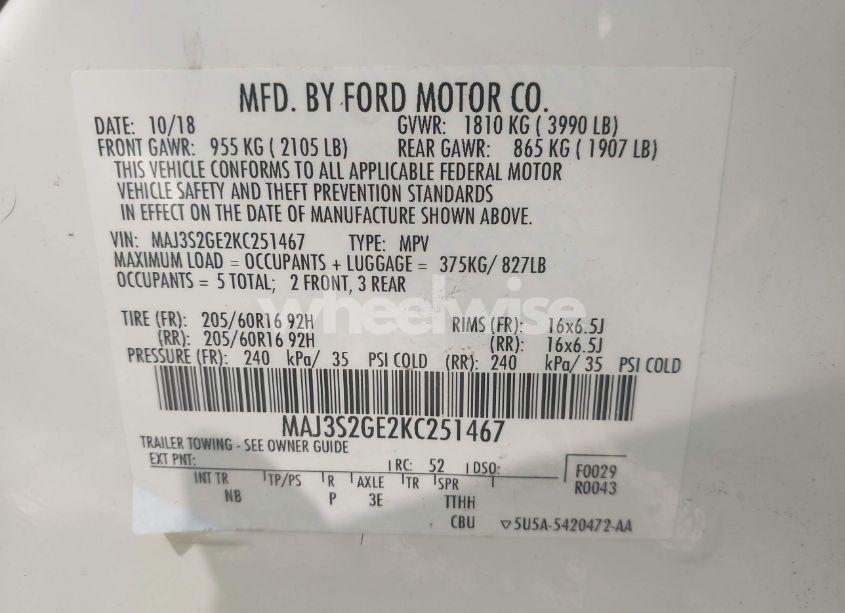 MFD. BY FORD MOTOR CO.
DATE: 10/18 GVWR: 1810 KG ( 3990 LB)
FRONT GAWR: 955 KG ( 2105 LB) REAR GAWR: 865 KG ( 1907 LB)
THIS VEHICLE CONFORMS TO ALL APPLICABLE FEDERAL MOTOR
VEHICLE SAFETY AND THEFT PREVENTION STANDARDS
IN EFFECT ON THE DATE OF MANUFACTURE SHOWN ABOVE.
VIN: MAJ3S2GE2KC251467 TYPE: MPV
MAXIMUM LOAD = OCCUPANTS + LUGGAGE = 375KG/ 827LB
OCCUPANTS = 5 TOTAL; 2 FRONT, 3 REAR
wheelwise
TIRE (FR): 205/60R16 92H RIMS (FR): 16x6.5J
(RR): 205/60R16 92H (RR): 16x6.5J
PRESSURE (FR): 240 kPa/ 35 PSI COLD (RR): 240 kPa/ 35 PSI COLD
MAJ3S2GE2KC251467
TRAILER TOWING - SEE OWNER GUIDE
EXT PNT: RC: 52 DSO: F0029
INT TR TP/PS R AXLE TR SPR R0043
NB P 3E TTHH
CBU ▽5U5A-5420472-AA